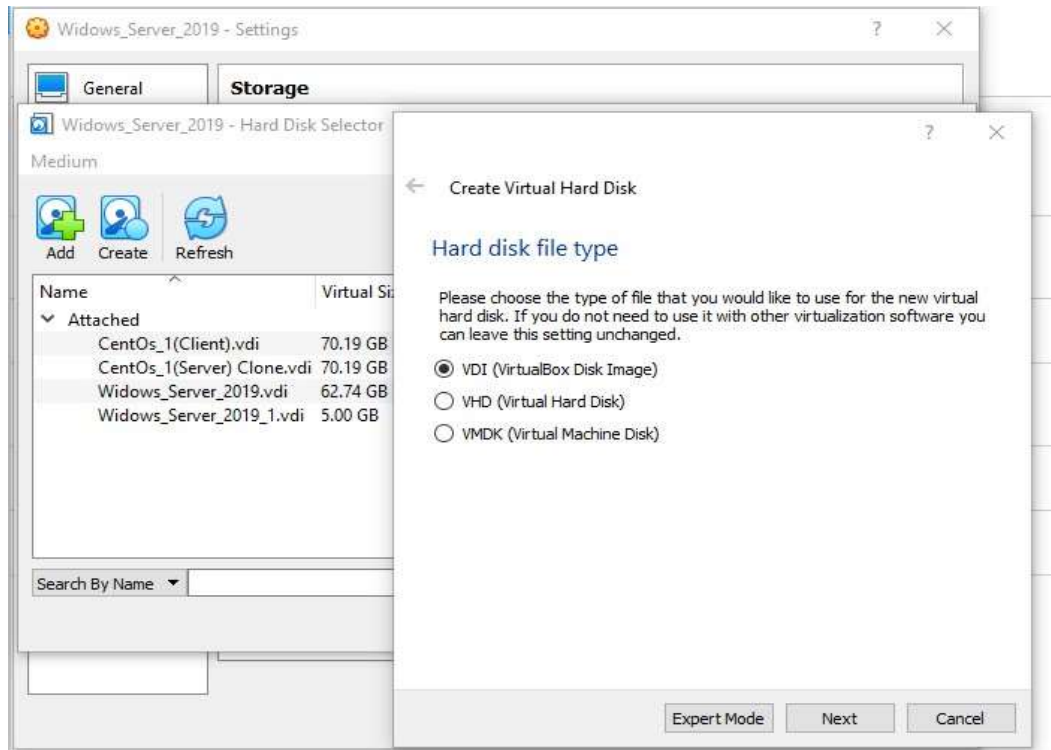 Widows_Server_2019 - Settings
?
General
Storage
Widows_Server_2019 - Hard Disk Selector
Medium
Add Create Refresh
Name Virtual Si
Attached
CentOs_1(Client).vdi 70.19 GB
CentOs_1(Server) Clone.vdi 70.19 GB
Widows_Server_2019.vdi 62.74 GB
Widows_Server_2019_1.vdi 5.00 GB
Search By Name
?
Create Virtual Hard Disk
Hard disk file type
Please choose the type of file that you would like to use for the new virtual
hard disk. If you do not need to use it with other virtualization software you
can leave this setting unchanged.
VDI (VirtualBox Disk Image)
VHD (Virtual Hard Disk)
VMDK (Virtual Machine Disk)
Expert Mode Next Cancel